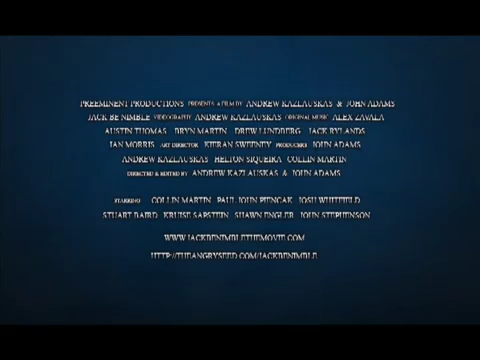 PREEMINENT PRODUCTIONS PRESENTS A FILM BY ANDREW KAZLAUSKAS & JOHN ADAMS
JACK BE NIMBLE VIDEOGRAPHY ANDREW KAZLAUSKAS ORIGINAL MUSIC ALEX ZAVALA
AUSTIN THOMAS BRYN MARTIN DREW LUNDBERG JACK RYLANDS
IAN MORRIS ART DIRECTOR KIERAN SWEENEY PRODUCERS JOHN ADAMS
ANDREW KAZLAUSKAS HELTON SIQUEIRA COLLIN MARTIN
DIRECTED & EDITED BY ANDREW KAZLAUSKAS & JOHN ADAMS
STARRING COLLIN MARTIN PAUL JOHN PIENCAK JOSH WHITFIELD
STUART BAIRD KRUISE SAPSTEIN SHAWN ENGLER JOHN STEPHENSON
WWW.JACKBENIMBLETHEMOVIE.COM
HTTP://THEANGRYSEED.COM/JACKBENIMBLE